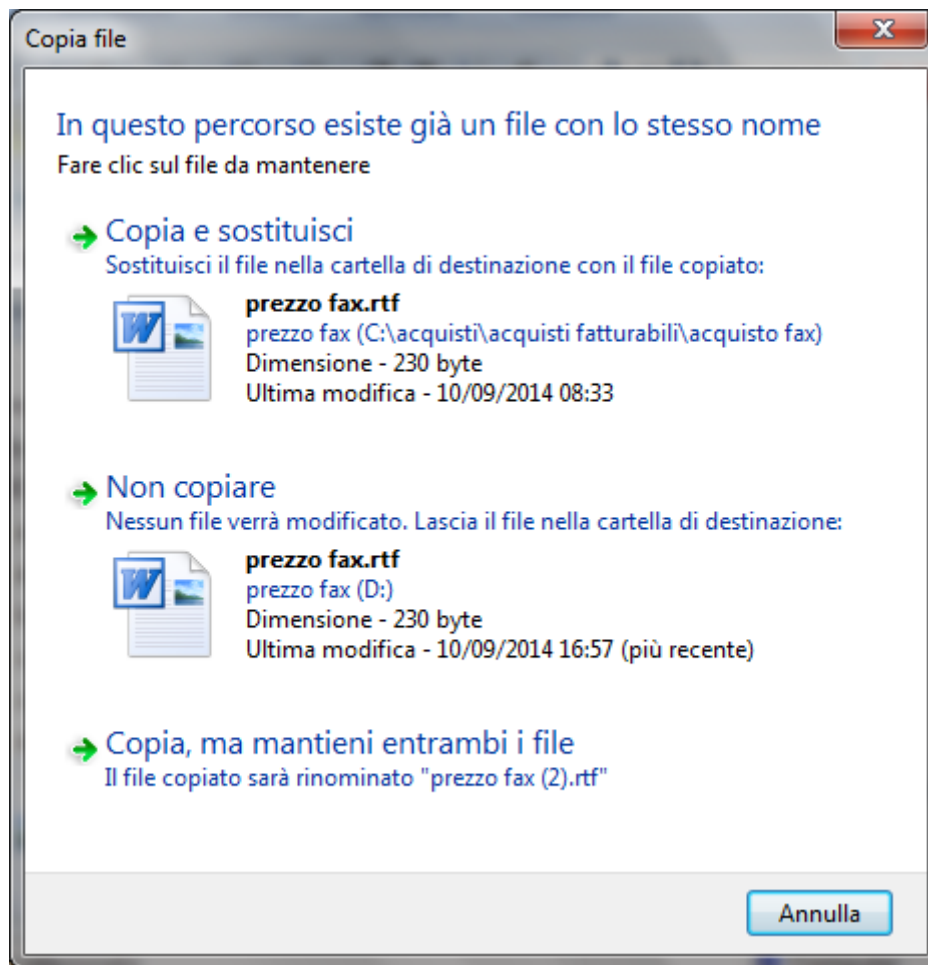 Copia file
In questo percorso esiste già un file con lo stesso nome
Fare clic sul file da mantenere
Copia e sostituisci
Sostituisci il file nella cartella di destinazione con il file copiato:
prezzo fax.rtf
prezzo fax (C:\acquisti\acquisti fatturabili\acquisto fax)
Dimensione - 230 byte
Ultima modifica - 10/09/2014 08:33
Non copiare
Nessun file verrà modificato. Lascia il file nella cartella di destinazione:
prezzo fax.rtf
prezzo fax (D:)
Dimensione - 230 byte
Ultima modifica - 10/09/2014 16:57 (più recente)
Copia, ma mantieni entrambi i file
Il file copiato sarà rinominato "prezzo fax (2).rtf"
Annulla